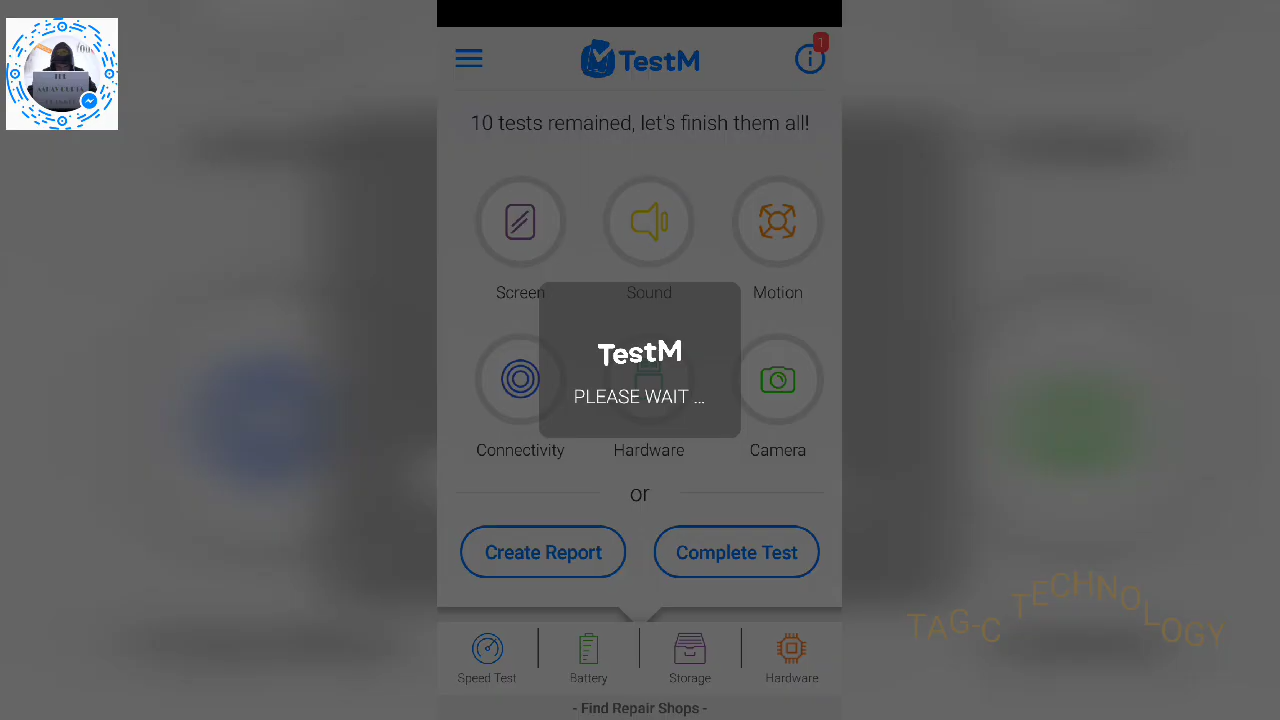 TestM
1
10 tests remained, let's finish them all!
Screen
Sound
Motion
TestM
PLEASE WAIT ...
Connectivity
Hardware
Camera
or
Create Report
Complete Test
Speed Test
Battery
Storage
Hardware
- Find Repair Shops -
TAG-C TECHNOLOGY
THE